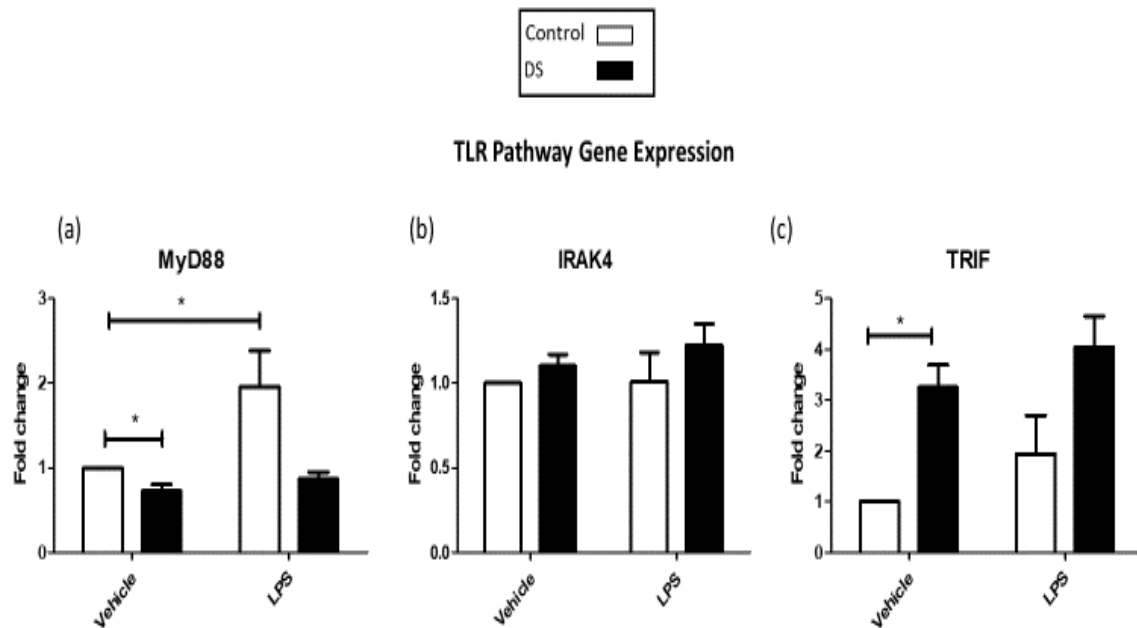 Control
DS
TLR Pathway Gene Expression
(a)
MyD88
Fold change
3
2
1
0
*
*
Vehicle
LPS
(b)
IRAK4
Fold change
1.5
1.0
0.5
0.0
Vehicle
LPS
(c)
TRIF
Fold change
5
4
3
2
1
0
*
Vehicle
LPS